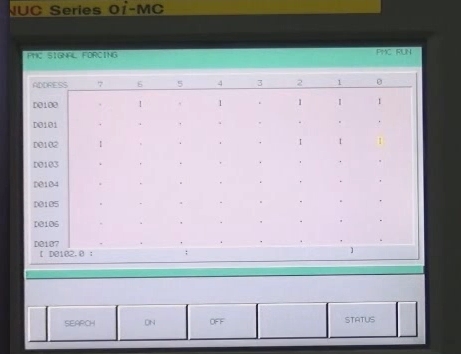 NUC Series 0i-MC
PMC SIGNAL FORCING PMC RUN
ADDRESS 7 6 5 4 3 2 1 0
D0100 . 1 . 1 . 1 1 1
D0101 . . . . . . . .
D0102 1 . . . . 1 1 1
D0103 . . . . . . . .
D0104 . . . . . . . .
D0105 . . . . . . . .
D0106 . . . . . . . .
D0107 . . . . . . . .
[ D0102.0 : : ]
SEARCH ON OFF STATUS